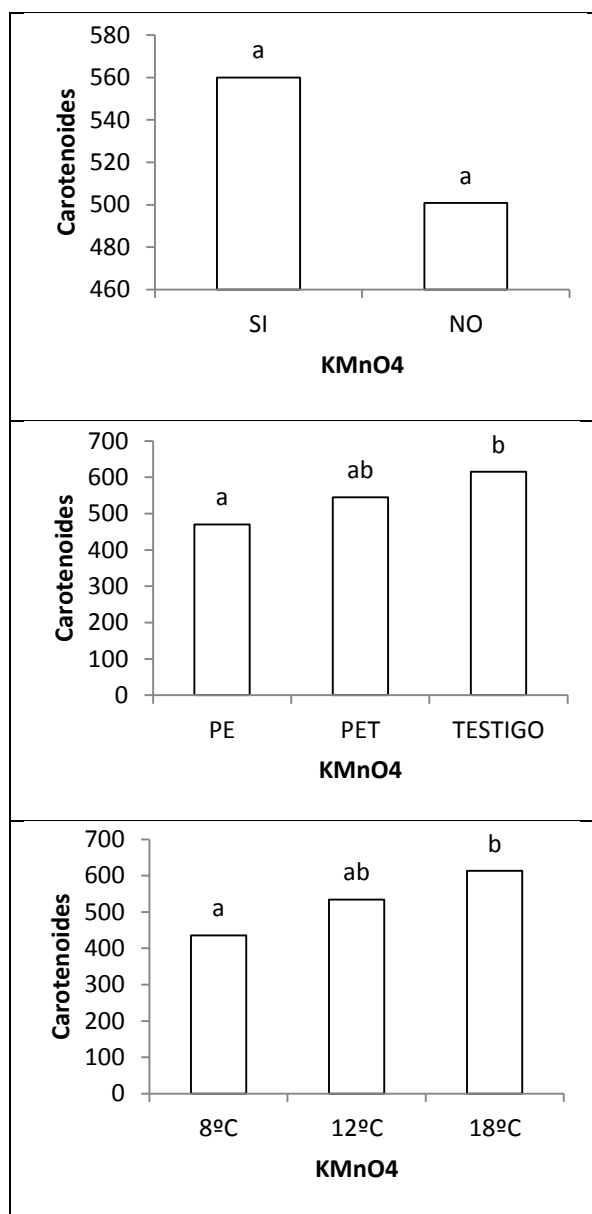 a
a
580
560
540
520
500
480
460
Carotenoides
SI NO
KMnO4
a
ab
b
700
600
500
400
300
200
100
0
Carotenoides
PE PET TESTIGO
KMnO4
a
ab
b
700
600
500
400
300
200
100
0
Carotenoides
8ºC 12ºC 18ºC
KMnO4